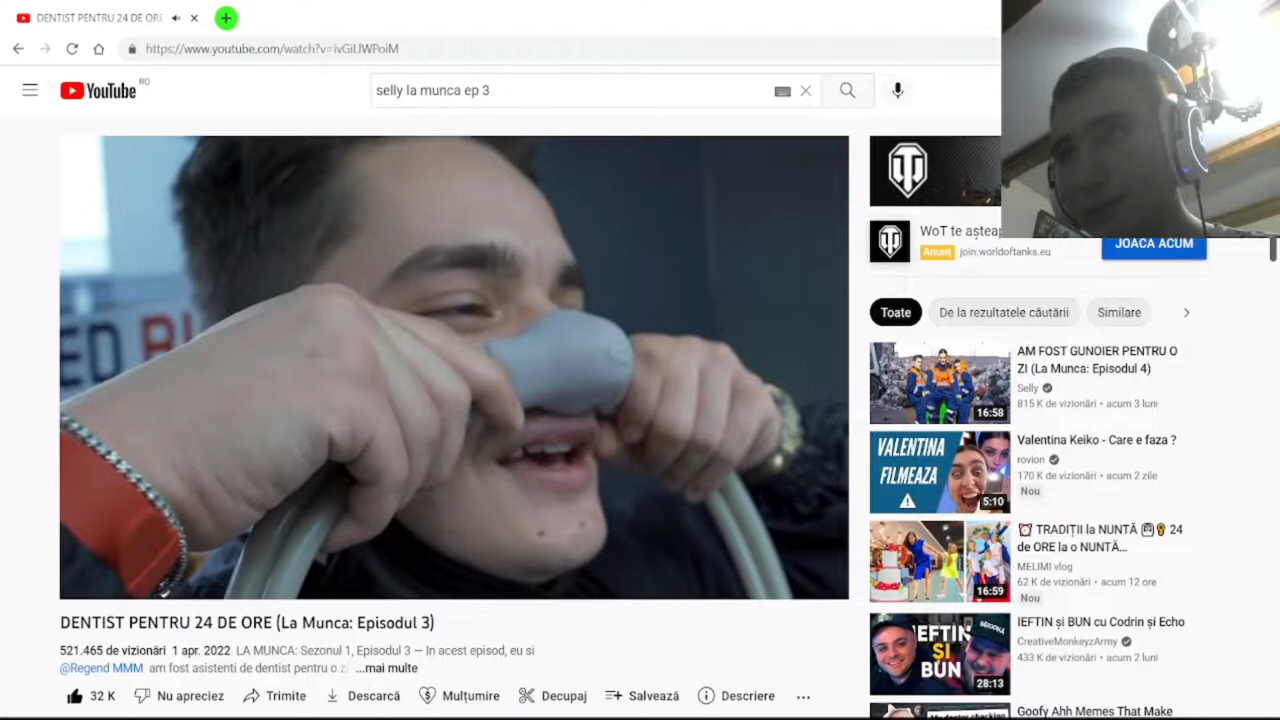 DENTIST PENTRU 24 DE ORE
https://www.youtube.com/watch?v=ivGiLlWPoiM
YouTube RO
selly la munca ep 3
WoT te așteap
Anunț join.worldoftanks.eu
JOACĂ ACUM
Toate De la rezultatele căutării Similare
AM FOST GUNOIER PENTRU O
ZI (La Munca: Episodul 4)
Selly
815 K de vizionări • acum 3 luni
16:58
VALENTINA
FILMEAZA
5:10
Valentina Keiko - Care e faza ?
rovion
170 K de vizionări • acum 2 zile
Nou
16:59
TRADIȚII la NUNTĂ 24
de ORE la o NUNTĂ...
MELIMI vlog
62 K de vizionări • acum 12 ore
Nou
IEFTIN
ȘI
BUN
28:13
IEFTIN și BUN cu Codrin și Echo
CreativeMonkeyzArmy
433 K de vizionări • acum 2 luni
Goofy Ahh Memes That Make
DENTIST PENTRU 24 DE ORE (La Munca: Episodul 3)
521.465 de vizionări 1 apr. 2022 LA MUNCA: Sezonul 1, Episodul 3 — In acest episod, eu si
@Regend MMM am fost asistenti de dentist pentru o zi ...mai multe
32 K Nu apreciez Descarcă Mulțumire Decupaj Salvează Descriere